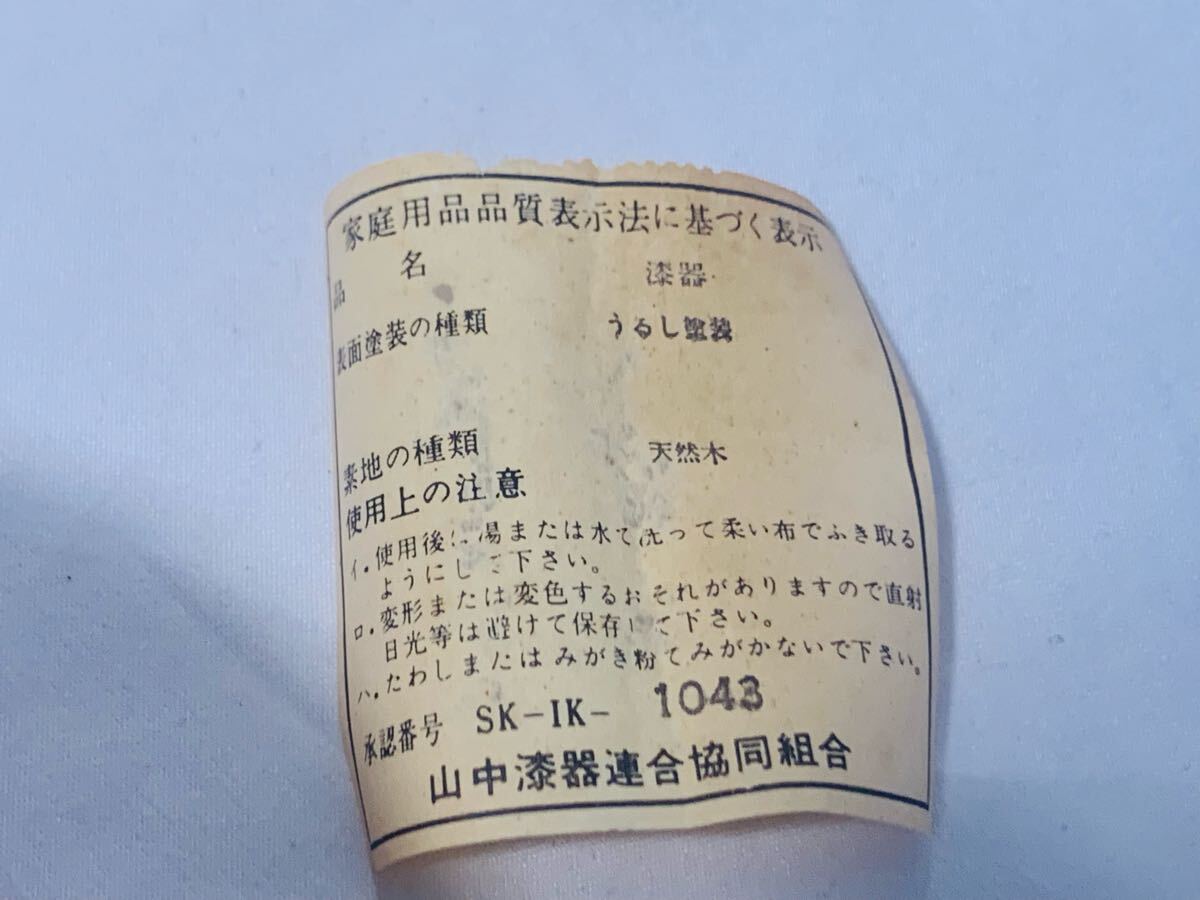 家庭用品品質表示法に基づく表示
品名 漆器
表面塗装の種類 うるし塗装
素地の種類 天然木
使用上の注意
イ.使用後は湯または水で洗って柔い布でふき取る
ようにして下さい。
ロ.変形または変色するおそれがありますので直射
日光等は避けて保存して下さい。
ハ.たわしまたはみがき粉でみがかないで下さい。
承認番号 SK-IK- 1043
山中漆器連合協同組合